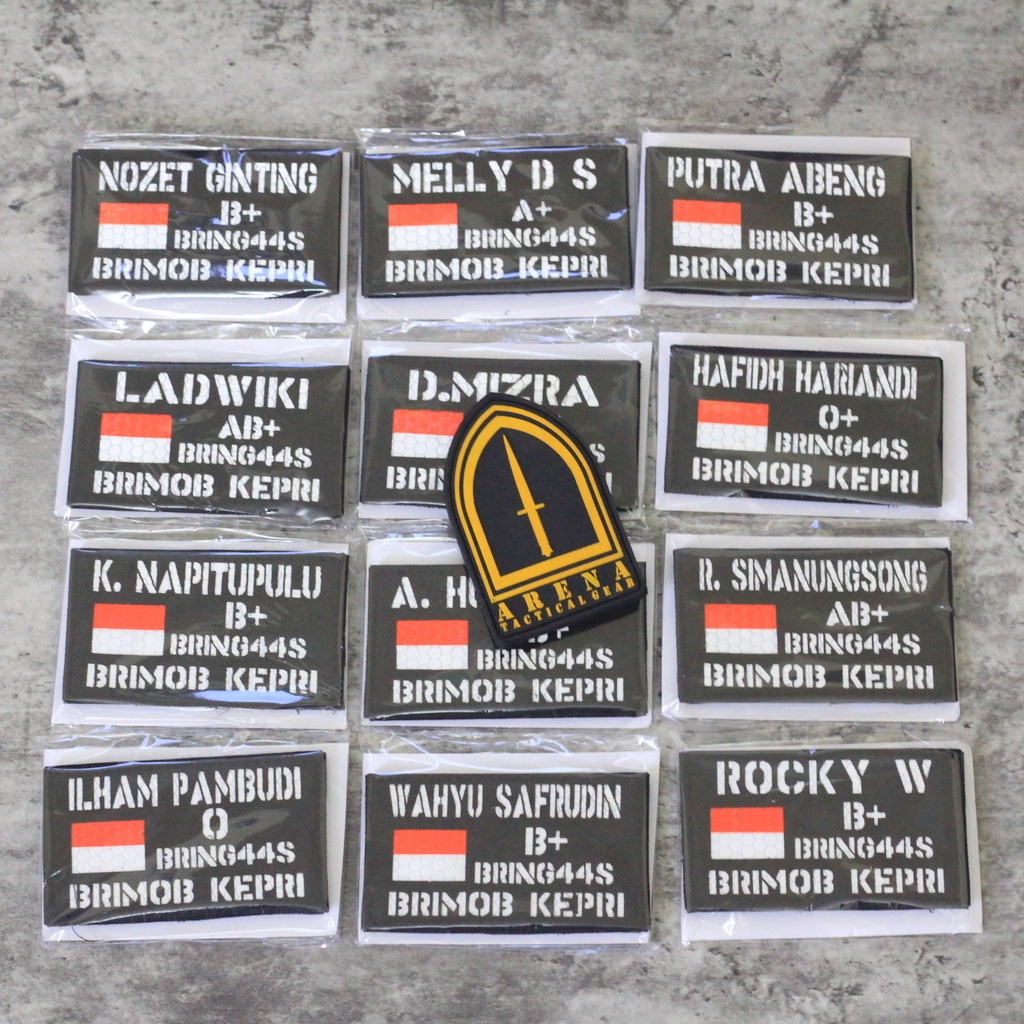 NOZET GINTING
B+
BRING44S
BRIMOB KEPRI
MELLY D S
A+
BRING44S
BRIMOB KEPRI
PUTRA ABENG
B+
BRING44S
BRIMOB KEPRI
LADWIKI
AB+
BRING44S
BRIMOB KEPRI
D.MIZRA
HAFIDH HARIANDI
O+
BRING44S
BRIMOB KEPRI
K. NAPITUPULU
B+
BRING44S
BRIMOB KEPRI
A.
BRING44S
BRIMOB KEPRI
ARENA
TACTICAL GEAR
R. SIMANUNGSONG
AB+
BRING44S
BRIMOB KEPRI
ILHAM PAMBUDI
O
BRING44S
BRIMOB KEPRI
WAHYU SAFRUDIN
B+
BRING44S
BRIMOB KEPRI
ROCKY W
B+
BRING44S
BRIMOB KEPRI